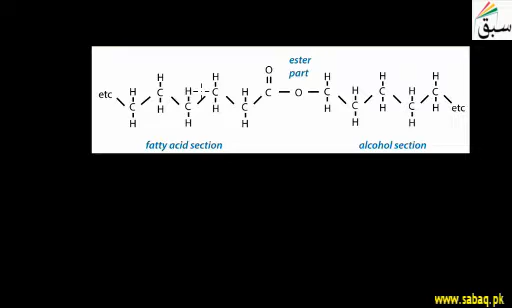 سبق
ester
part
O
H H H H H H
etc H H H C O C C C etc
C C C C C C
H H H H H H H H H H
fatty acid section alcohol section
www.sabaq.pk